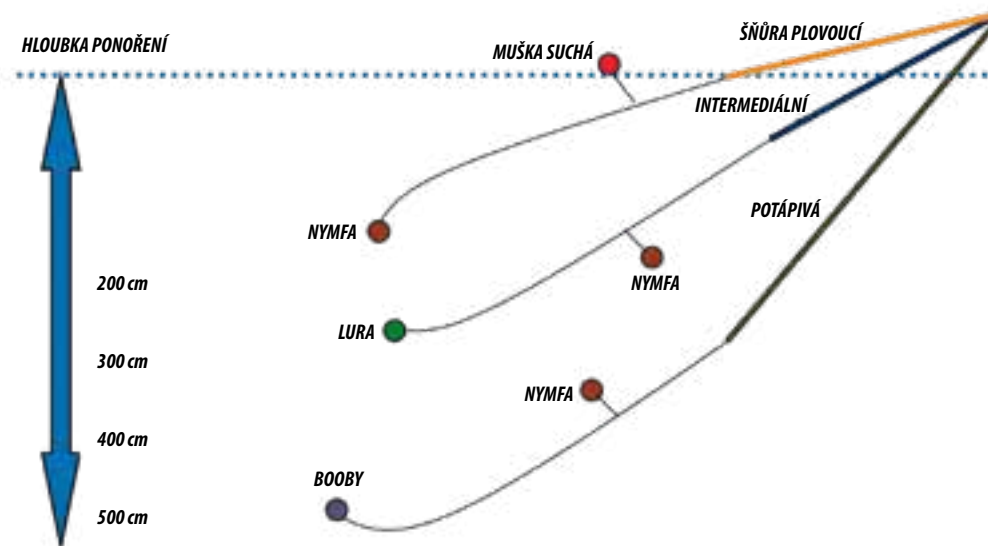 HLOUBKA PONOŘENÍ
MUŠKA SUCHÁ
ŠŇŮRA PLOVOUCÍ
INTERMEDIÁLNÍ
POTÁPIVÁ
NYMFA
NYMFA
200 cm
LURA
300 cm
NYMFA
400 cm
BOOBY
500 cm